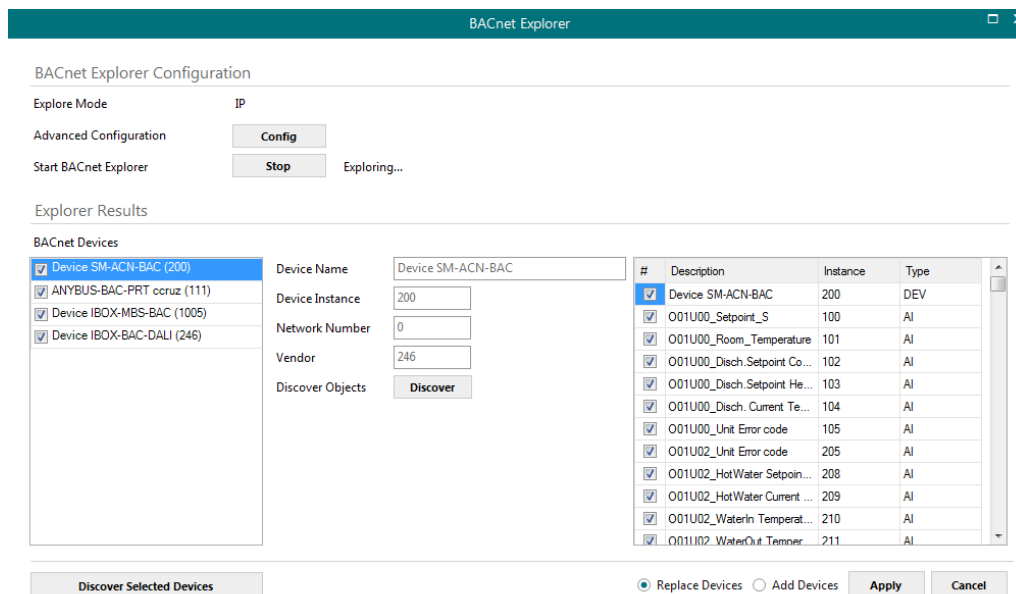 BACnet Explorer
BACnet Explorer Configuration
Explore Mode IP
Advanced Configuration Config
Start BACnet Explorer Stop Exploring...
Explorer Results
BACnet Devices
Device SM-ACN-BAC (200)
ANYBUS-BAC-PRT ccruz (111)
Device IBOX-MBS-BAC (1005)
Device IBOX-BAC-DALI (246)
Device Name Device SM-ACN-BAC
Device Instance 200
Network Number 0
Vendor 246
Discover Objects Discover
# Description Instance Type
Device SM-ACN-BAC 200 DEV
O01U00_Setpoint_S 100 AI
O01U00_Room_Temperature 101 AI
O01U00_Disch.Setpoint Co... 102 AI
O01U00_Disch.Setpoint He... 103 AI
O01U00_Disch. Current Te... 104 AI
O01U00_Unit Error code 105 AI
O01U02_Unit Error code 205 AI
O01U02_HotWater Setpoin... 208 AI
O01U02_HotWater Current ... 209 AI
O01U02_WaterIn Temperat... 210 AI
O01U02_WaterOut Temper... 211 AI
Discover Selected Devices
Replace Devices Add Devices Apply Cancel